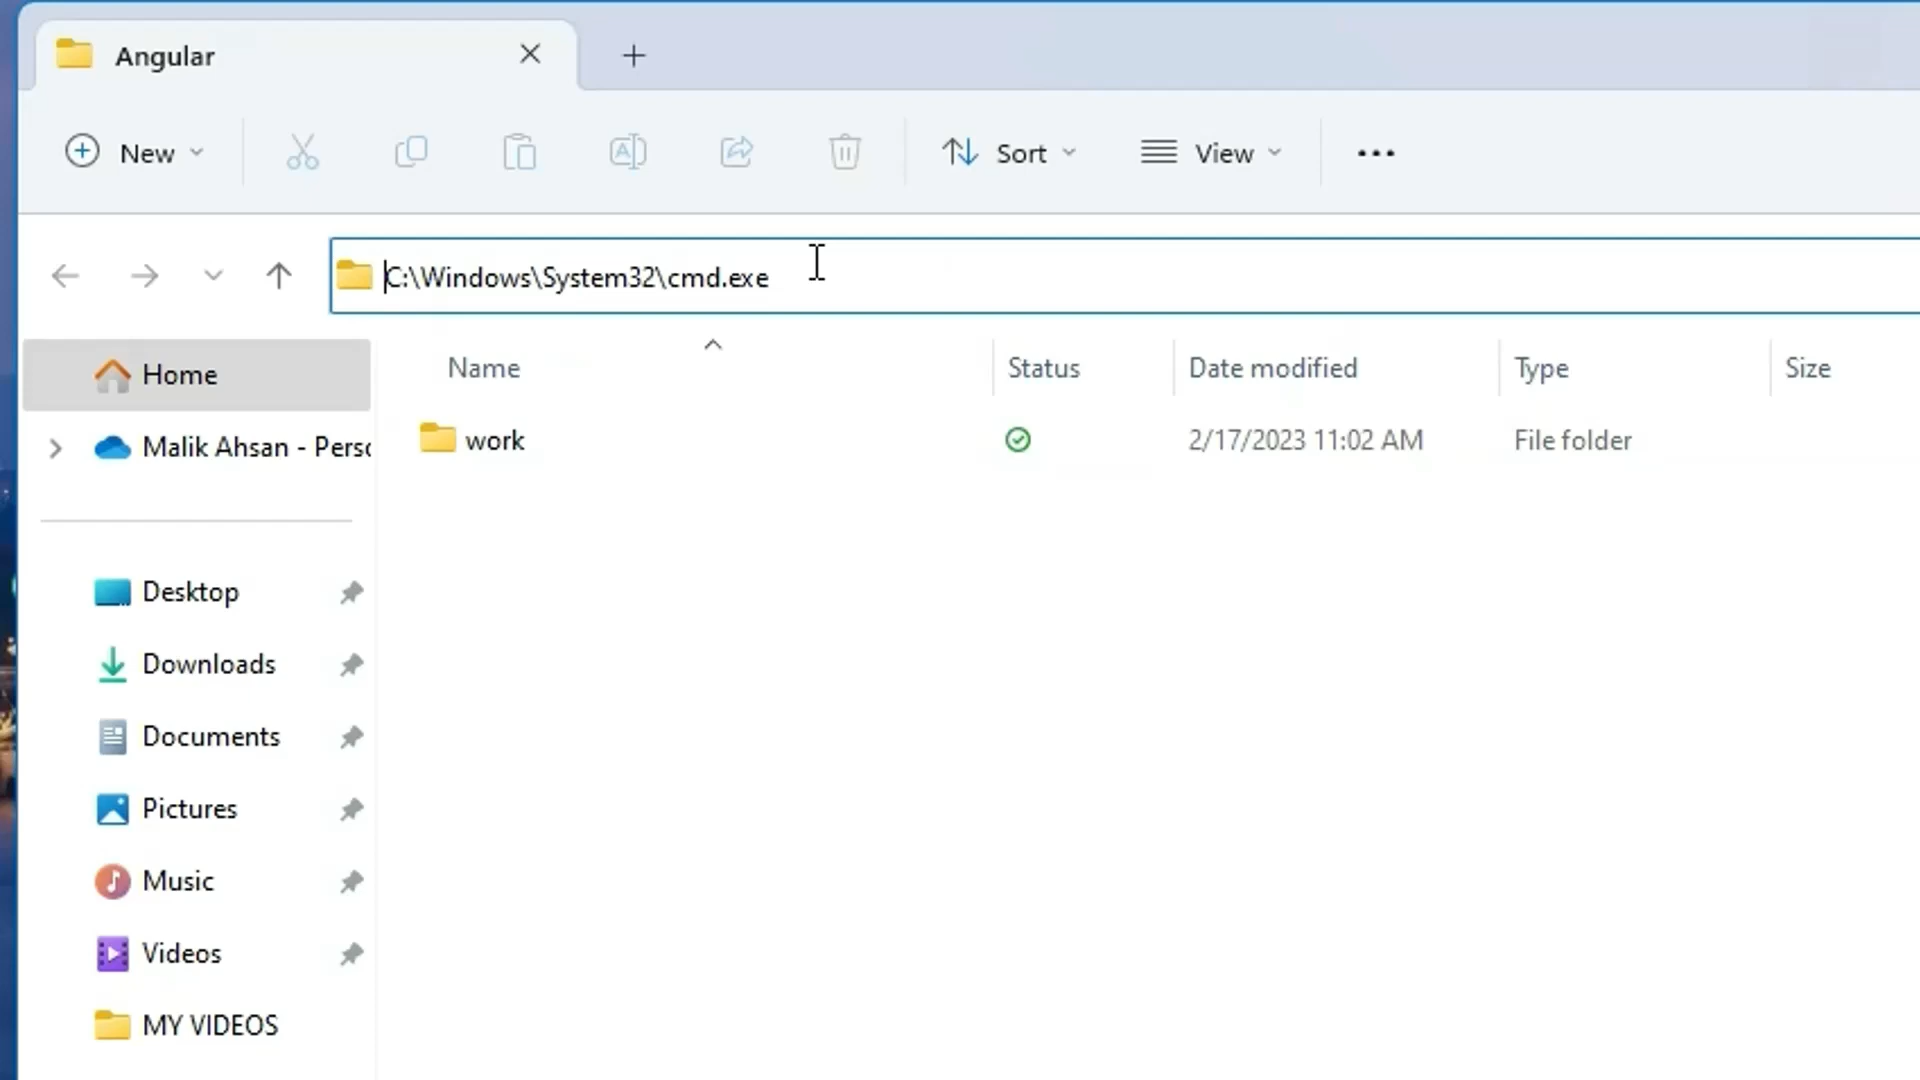 Angular
New
Sort
View
C:\Windows\System32\cmd.exe
Home
Name
Status
Date modified
Type
Size
Malik Ahsan - Perso
work
2/17/2023 11:02 AM
File folder
Desktop
Downloads
Documents
Pictures
Music
Videos
MY VIDEOS